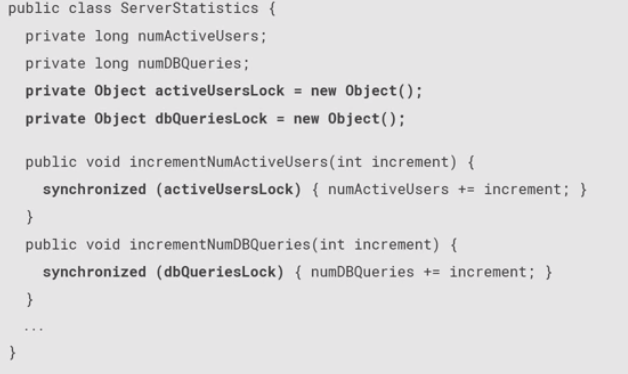 public class ServerStatistics {
private long numActiveUsers;
private long numDBQueries;
private Object activeUsersLock = new Object();
private Object dbQueriesLock = new Object();
public void incrementNumActiveUsers(int increment) {
synchronized (activeUsersLock) { numActiveUsers += increment; }
}
public void incrementNumDBQueries(int increment) {
synchronized (dbQueriesLock) { numDBQueries += increment; }
}
...
}